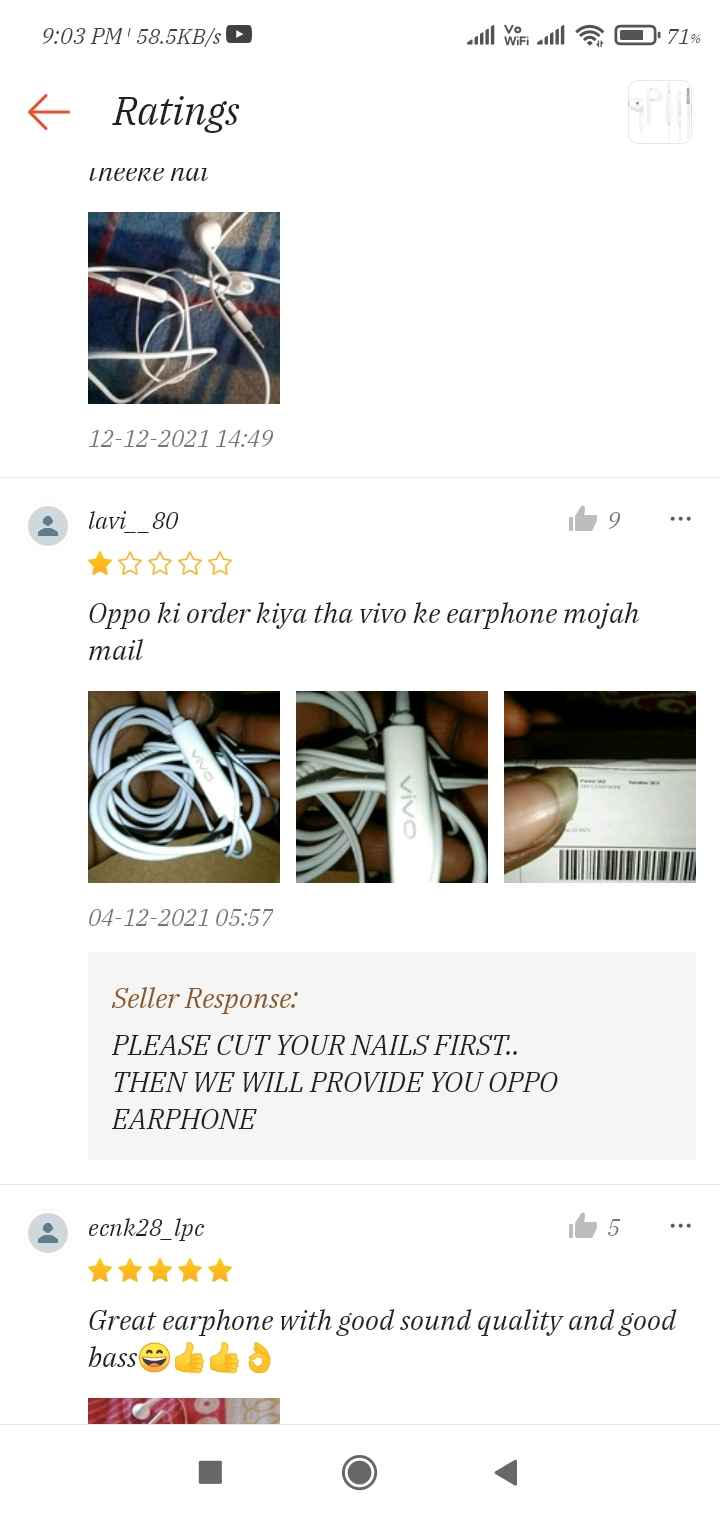 9:03 PM 58.5KB/s Vo WiFi 71%
Ratings
theeke hai
12-12-2021 14:49
lavi__80 9
Oppo ki order kiya tha vivo ke earphone mojah
mail
vivo
vivo
04-12-2021 05:57
Seller Response:
PLEASE CUT YOUR NAILS FIRST..
THEN WE WILL PROVIDE YOU OPPO
EARPHONE
ecnk28_lpc 5
Great earphone with good sound quality and good
bass😄👍👍👌